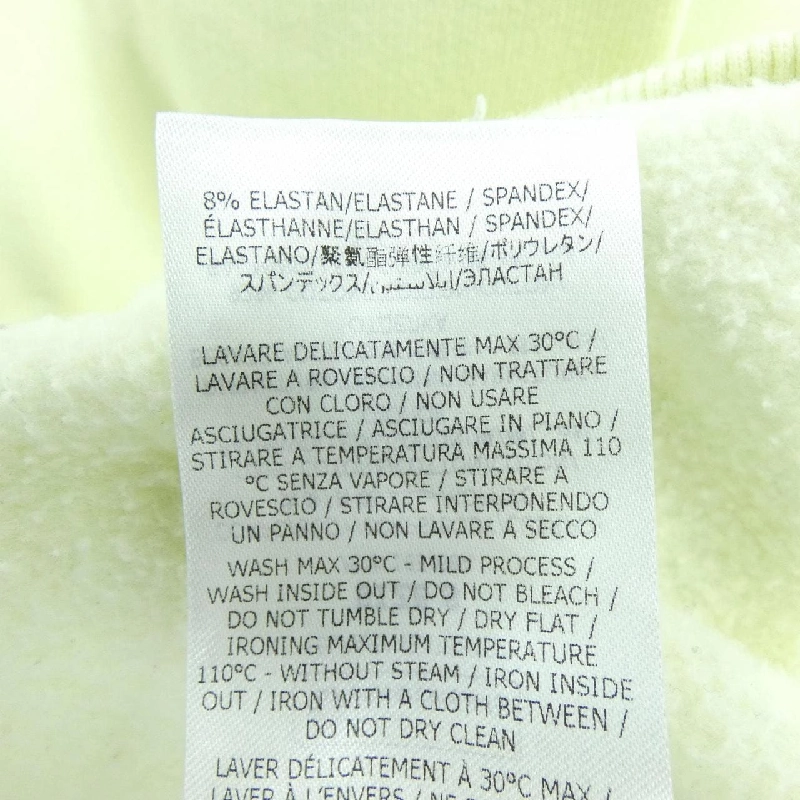 8% ELASTAN/ELASTANE / SPANDEX/
ÉLASTHANNE/ELASTHAN / SPANDEX/
ELASTANO/聚氨酯弹性纤维/ポリウレタン/
スパンデックス/إيلاستين/ЭЛАСТАН
LAVARE DELICATAMENTE MAX 30°C /
LAVARE A ROVESCIO / NON TRATTARE
CON CLORO / NON USARE
ASCIUGATRICE / ASCIUGARE IN PIANO /
STIRARE A TEMPERATURA MASSIMA 110
°C SENZA VAPORE / STIRARE A
ROVESCIO / STIRARE INTERPONENDO
UN PANNO / NON LAVARE A SECCO
WASH MAX 30°C - MILD PROCESS /
WASH INSIDE OUT / DO NOT BLEACH /
DO NOT TUMBLE DRY / DRY FLAT /
IRONING MAXIMUM TEMPERATURE
110°C - WITHOUT STEAM / IRON INSIDE
OUT / IRON WITH A CLOTH BETWEEN /
DO NOT DRY CLEAN
LAVER DÉLICATEMENT À 30°C MAX /
LAVER À L'ENVERS /